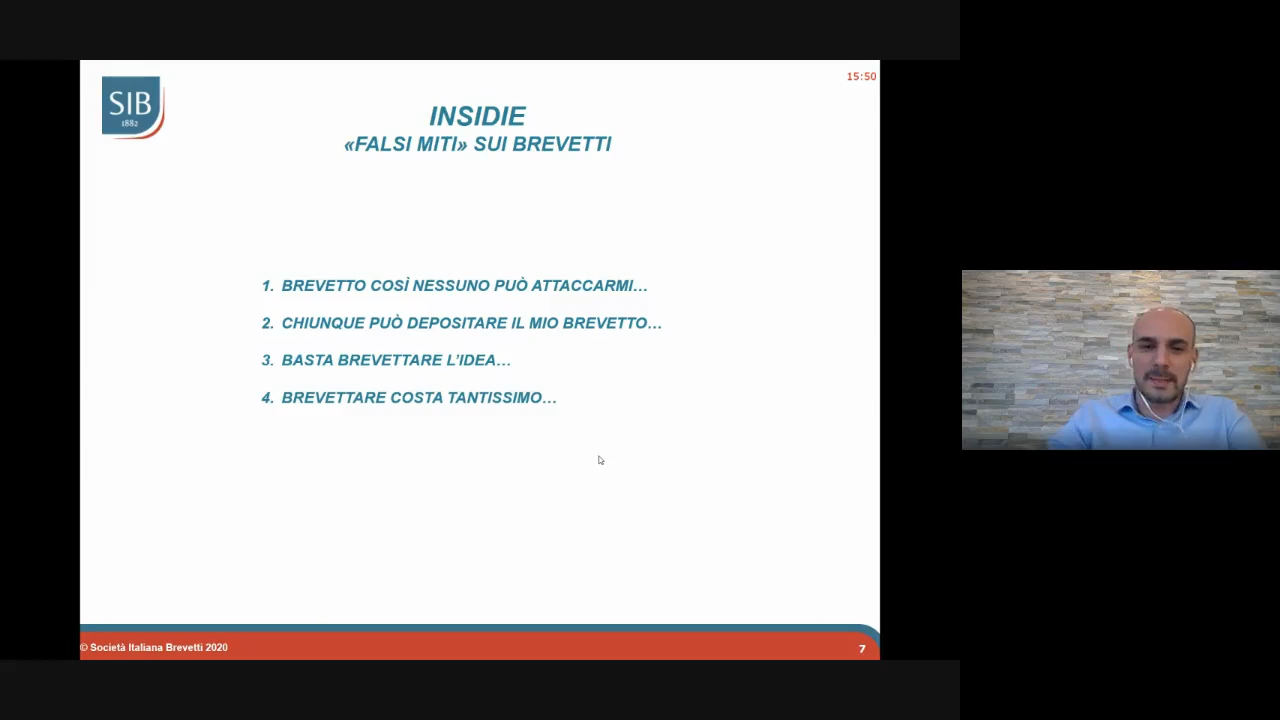 SIB
1882
15:50
INSIDIE
«FALSI MITI» SUI BREVETTI
1. BREVETTO COSÌ NESSUNO PUÒ ATTACCARMI...
2. CHIUNQUE PUÒ DEPOSITARE IL MIO BREVETTO...
3. BASTA BREVETTARE L'IDEA...
4. BREVETTARE COSTA TANTISSIMO...
© Società Italiana Brevetti 2020
7